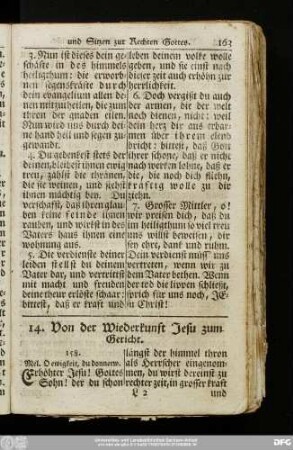 und Sitzen zur Rechten Gottes. 163
3. Nun ist dieses dein ge-
schäfte in des himmels
heiligthum: die erworb-
nen segenskräfte durch
dein evangelium allen de-
nen mitzutheilen, die zum
thron der gnaden eilen.
Nun wird uns durch dei-
ne hand heil und segen zu-
gewandt.
4. Du gedenkest stets der
deinen, bleibest ihnen ewig
treu, zählst die thränen,
die sie weinen, und stehst
ihnen mächtig bey. Du
verschaffst, daß ihren glau-
ben keine feinde ihnen
rauben, und wirkst in des
Vaters haus ihnen eine
wohnung aus.
5. Die verdienste deiner
leiden stellst du deinem
Vater dar, und vertrittst
mit macht und freuden
deine theur erlöste schaar:
bittest, daß er kraft und
leben deinem volke wolle
geben, und sie einst nach
dieser zeit auch erhöhn zur
herrlichkeit.
6. Doch vergißt du auch
der armen, die der welt
noch dienen, nicht: weil
dein herz dir aus erbar-
men über ihrem elend
bricht: bittest, daß Gott
ihrer schone, daß er nicht
nach werken lohne, daß er
die, die noch dich flehn,
kräftig wolle zu dir
ziehn.
7. Grosser Mittler, o!
wir preisen dich, daß du
im heiligthum so viel treu
uns willst beweisen, dir
sey ehre, dank und ruhm.
Dein verdienst muß uns
vertreten, wenn wir zu
dem Vater bethen. Wenn
der tod die lippen schließt,
sprich für uns noch, JE-
su Christ!
14. Von der Wiederkunft Jesu zum
Gericht.
158.
Mel. O ewigkeit, du donnerw.
Erhöhter Jesu! Gottes
Sohn! der du schon
längst der himmel thron
als Herrscher eingenom-
men, du wirst dereinst zu
rechter zeit, in grosser kraft
L 2 und